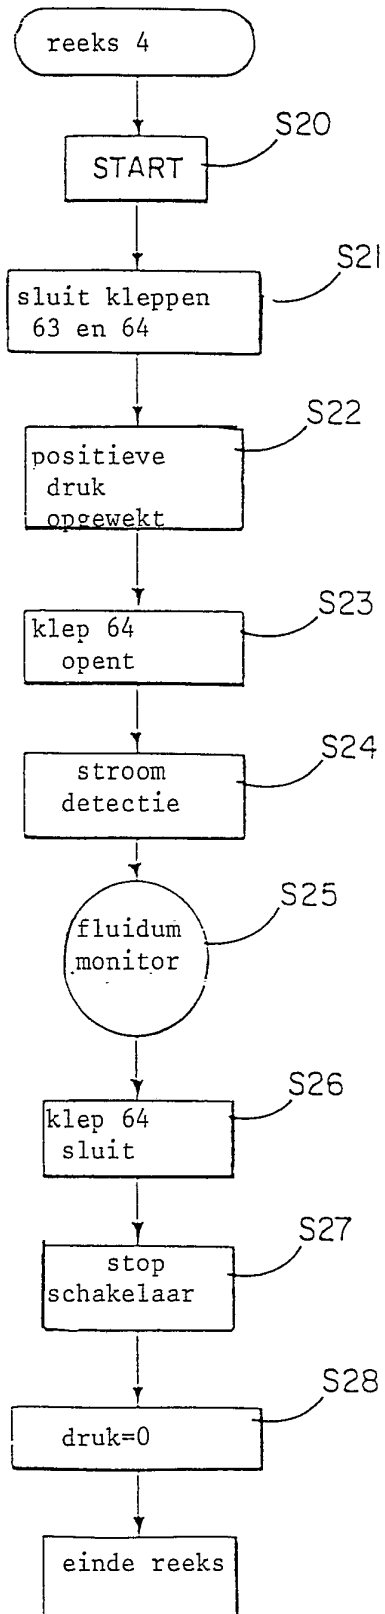 reeks 4
S20
START
S21
sluit kleppen
63 en 64
S22
positieve
druk
opgewekt
S23
klep 64
opent
S24
stroom
detectie
S25
fluidum
monitor
S26
klep 64
sluit
S27
stop
schakelaar
S28
druk=0
einde reeks